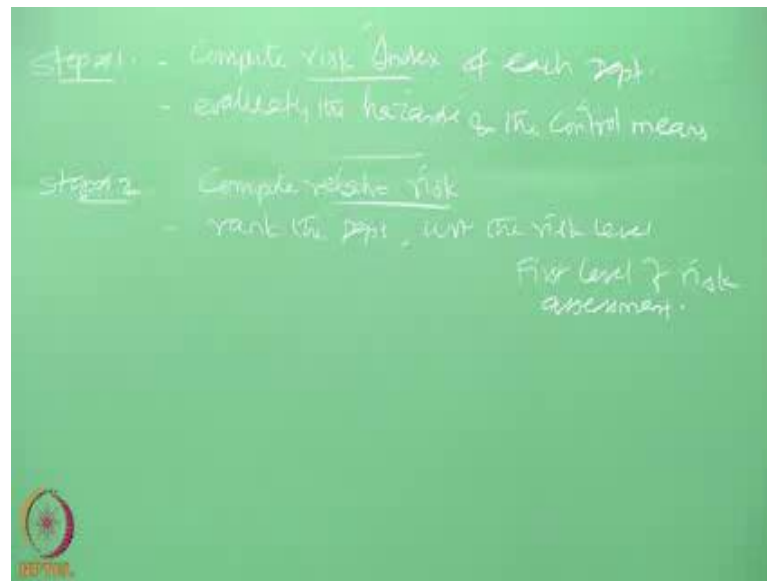 Step #1. - Compute risk Index of each Dept.
- evaluate, the hazards & the control means
Step #2 Compute relative risk
- rank the Dept, wrt the risk level
First level of risk
assessment.